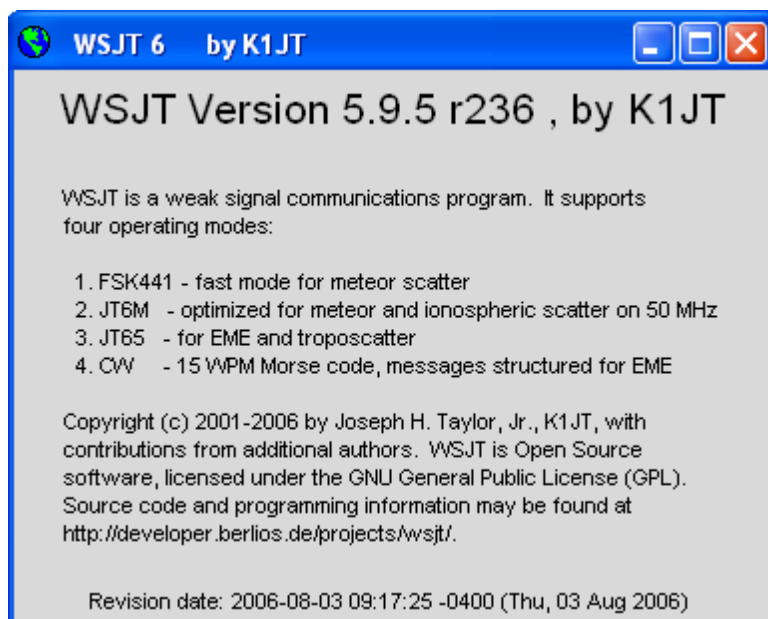 WSJT 6 by K1JT
WSJT Version 5.9.5 r236 , by K1JT
WSJT is a weak signal communications program. It supports
four operating modes:
1. FSK441 - fast mode for meteor scatter
2. JT6M - optimized for meteor and ionospheric scatter on 50 MHz
3. JT65 - for EME and troposcatter
4. CW - 15 WPM Morse code, messages structured for EME
Copyright (c) 2001-2006 by Joseph H. Taylor, Jr., K1JT, with
contributions from additional authors. WSJT is Open Source
software, licensed under the GNU General Public License (GPL).
Source code and programming information may be found at
http://developer.berlios.de/projects/wsjt/.
Revision date: 2006-08-03 09:17:25 -0400 (Thu, 03 Aug 2006)